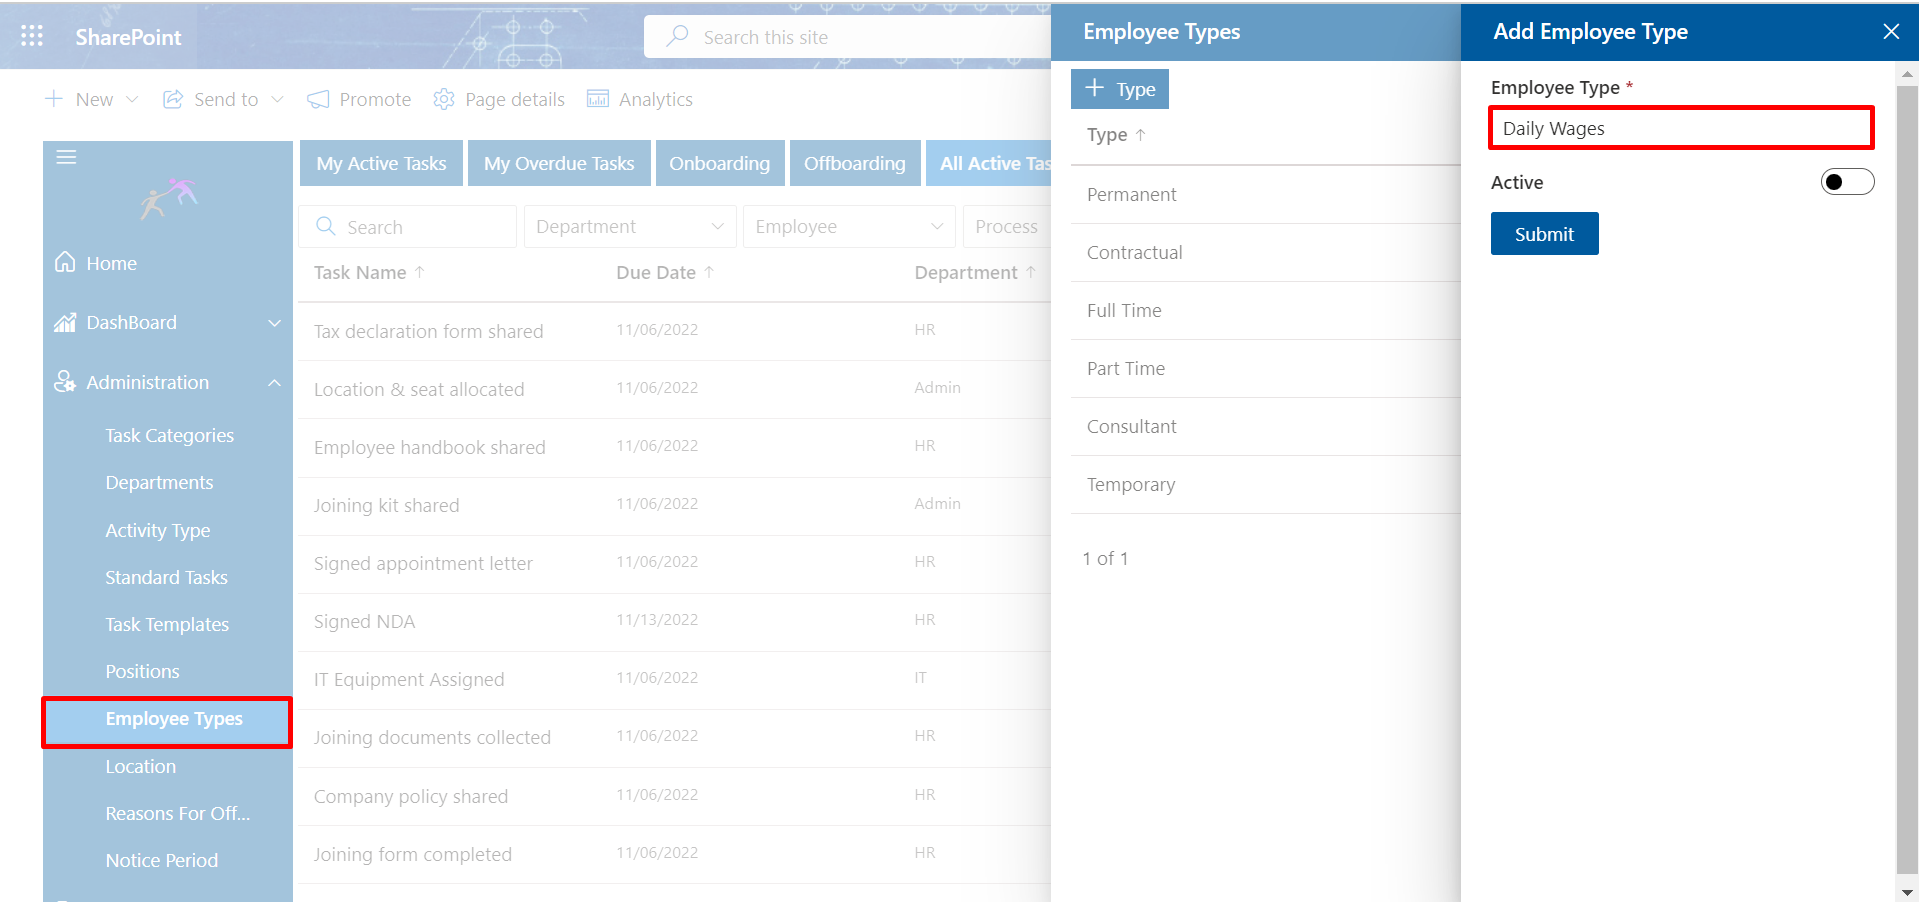 SharePoint
Search this site
New
Send to
Promote
Page details
Analytics
Home
DashBoard
Administration
Task Categories
Departments
Activity Type
Standard Tasks
Task Templates
Positions
Employee Types
Location
Reasons For Off...
Notice Period
My Active Tasks
My Overdue Tasks
Onboarding
Offboarding
All Active Tas
Search
Department
Employee
Process
Task Name ↑ Due Date ↑ Department ↑
Tax declaration form shared 11/06/2022 HR
Location & seat allocated 11/06/2022 Admin
Employee handbook shared 11/06/2022 HR
Joining kit shared 11/06/2022 Admin
Signed appointment letter 11/06/2022 HR
Signed NDA 11/13/2022 HR
IT Equipment Assigned 11/06/2022 IT
Joining documents collected 11/06/2022 HR
Company policy shared 11/06/2022 HR
Joining form completed 11/06/2022 HR
Employee Types
+ Type
Type ↑
Permanent
Contractual
Full Time
Part Time
Consultant
Temporary
1 of 1
Add Employee Type
Employee Type *
Daily Wages
Active
Submit